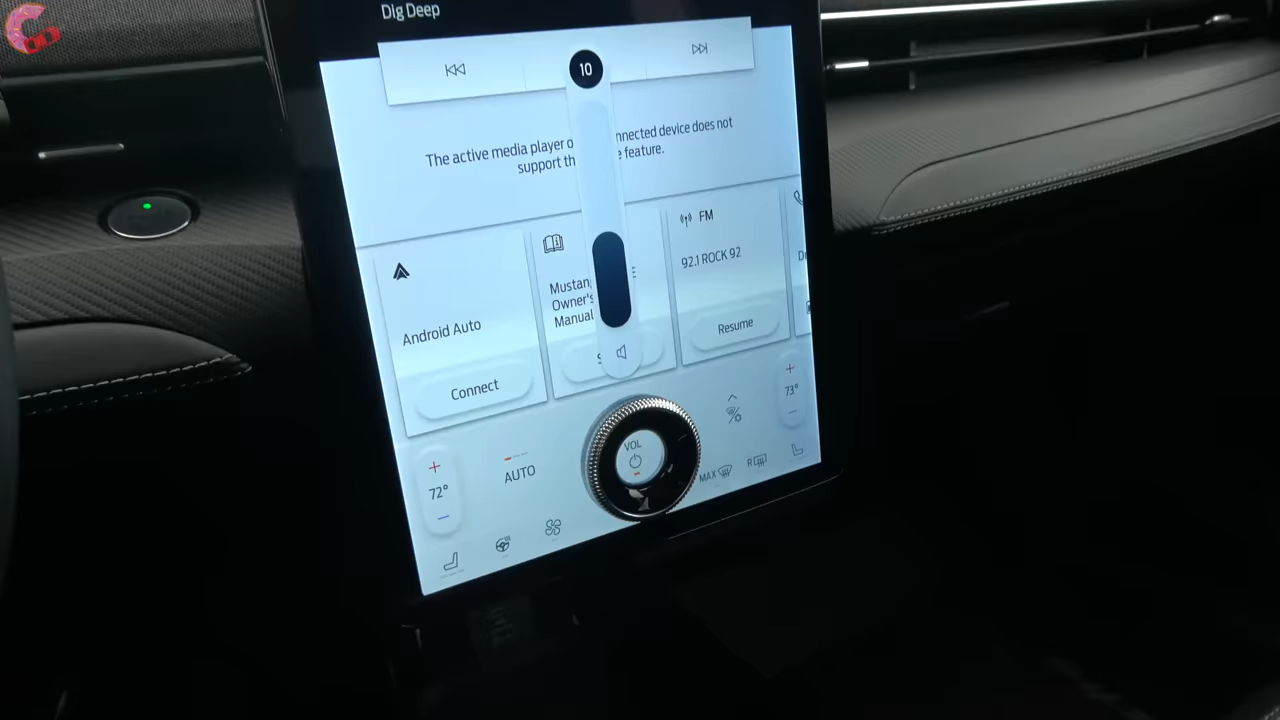 Dig Deep
10
The active media player o
nnected device does not
support th
e feature.
FM
92.1 ROCK 92
Mustan
Owner's
Manual
E
Android Auto
Resume
S
Connect
73°
VOL
AUTO
72°
MAX
R